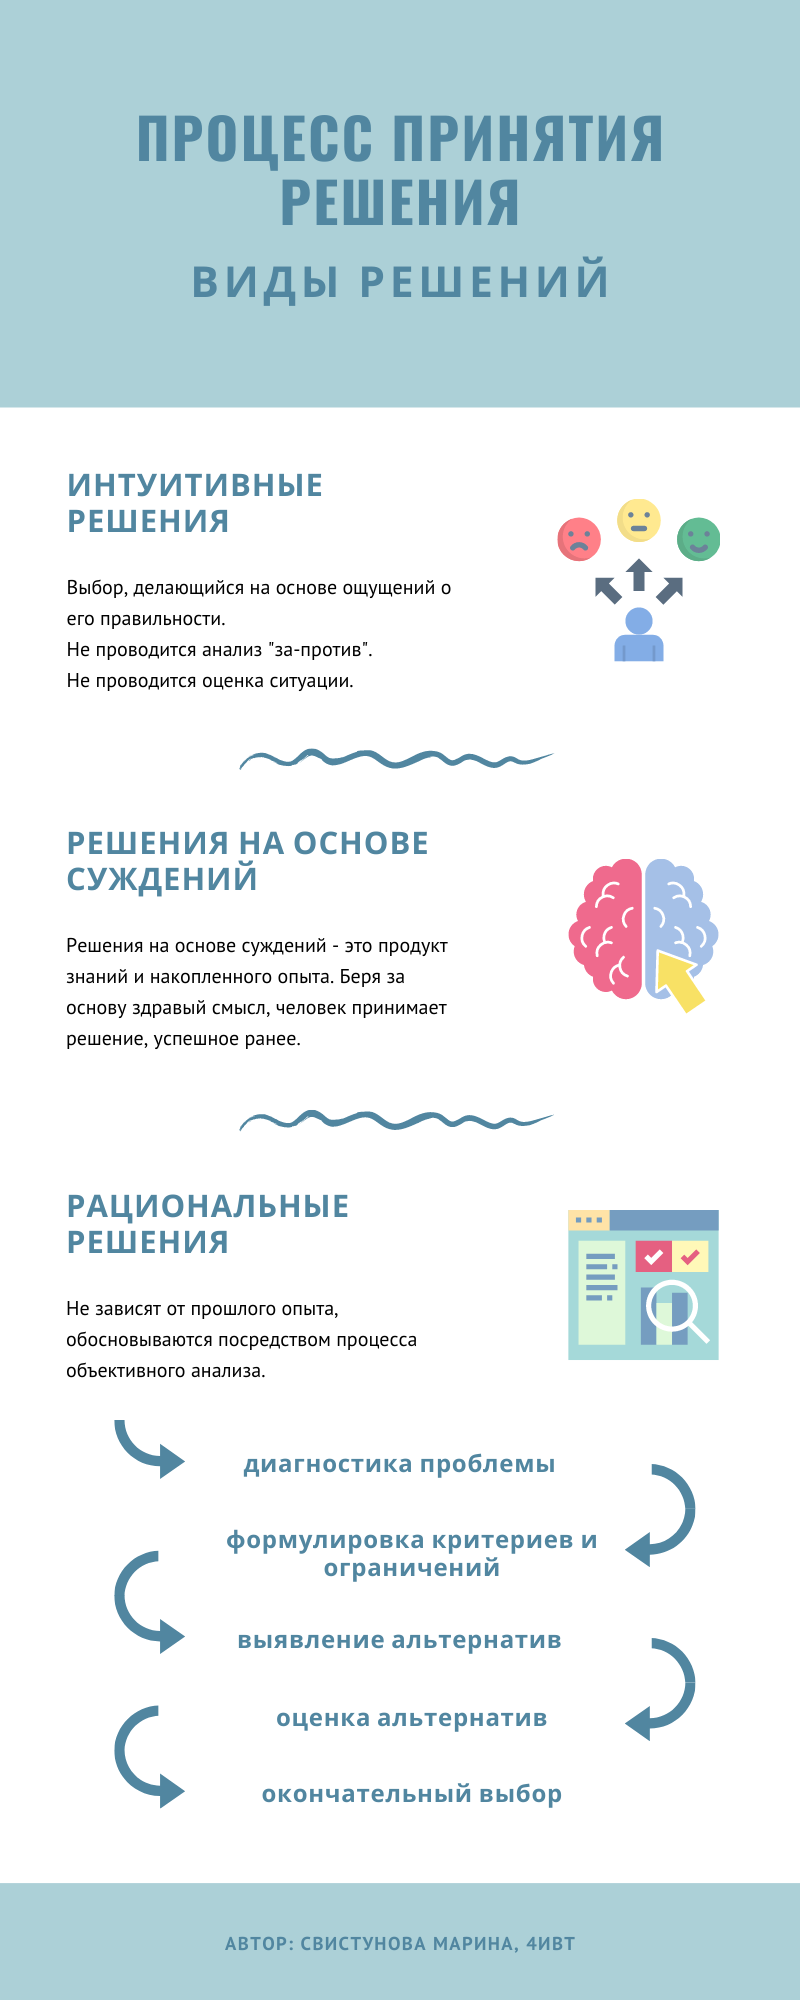 ПРОЦЕСС ПРИНЯТИЯ
РЕШЕНИЯ
ВИДЫ РЕШЕНИЙ
ИНТУИТИВНЫЕ
РЕШЕНИЯ
Выбор, делающийся на основе ощущений о
его правильности.
Не проводится анализ "за-против".
Не проводится оценка ситуации.
РЕШЕНИЯ НА ОСНОВЕ
СУЖДЕНИЙ
Решения на основе суждений - это продукт
знаний и накопленного опыта. Беря за
основу здравый смысл, человек принимает
решение, успешное ранее.
РАЦИОНАЛЬНЫЕ
РЕШЕНИЯ
Не зависят от прошлого опыта,
обосновываются посредством процесса
объективного анализа.
диагностика проблемы
формулировка критериев и
ограничений
выявление альтернатив
оценка альтернатив
окончательный выбор
АВТОР: СВИСТУНОВА МАРИНА, 4ИВТ